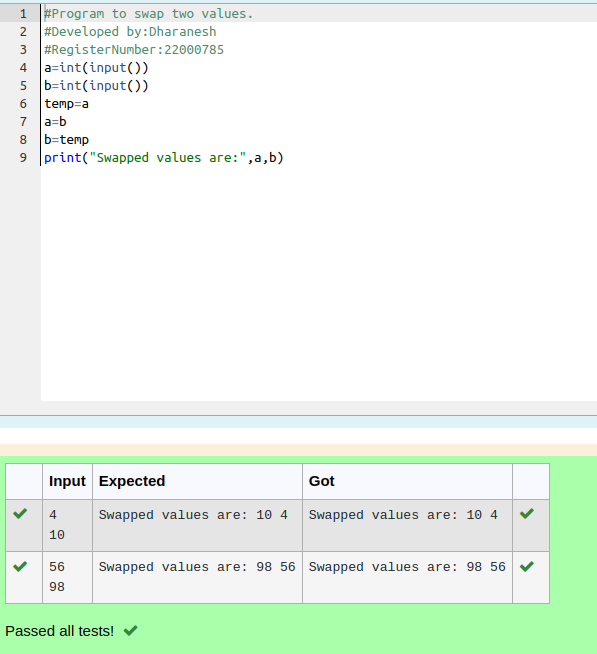 1 #Program to swap two values.
2 #Developed by:Dharanesh
3 #RegisterNumber:22000785
4 a=int(input())
5 b=int(input())
6 temp=a
7 a=b
8 b=temp
9 print("Swapped values are:",a,b)
Input Expected Got
4 Swapped values are: 10 4 Swapped values are: 10 4
10
56 Swapped values are: 98 56 Swapped values are: 98 56
98
Passed all tests!